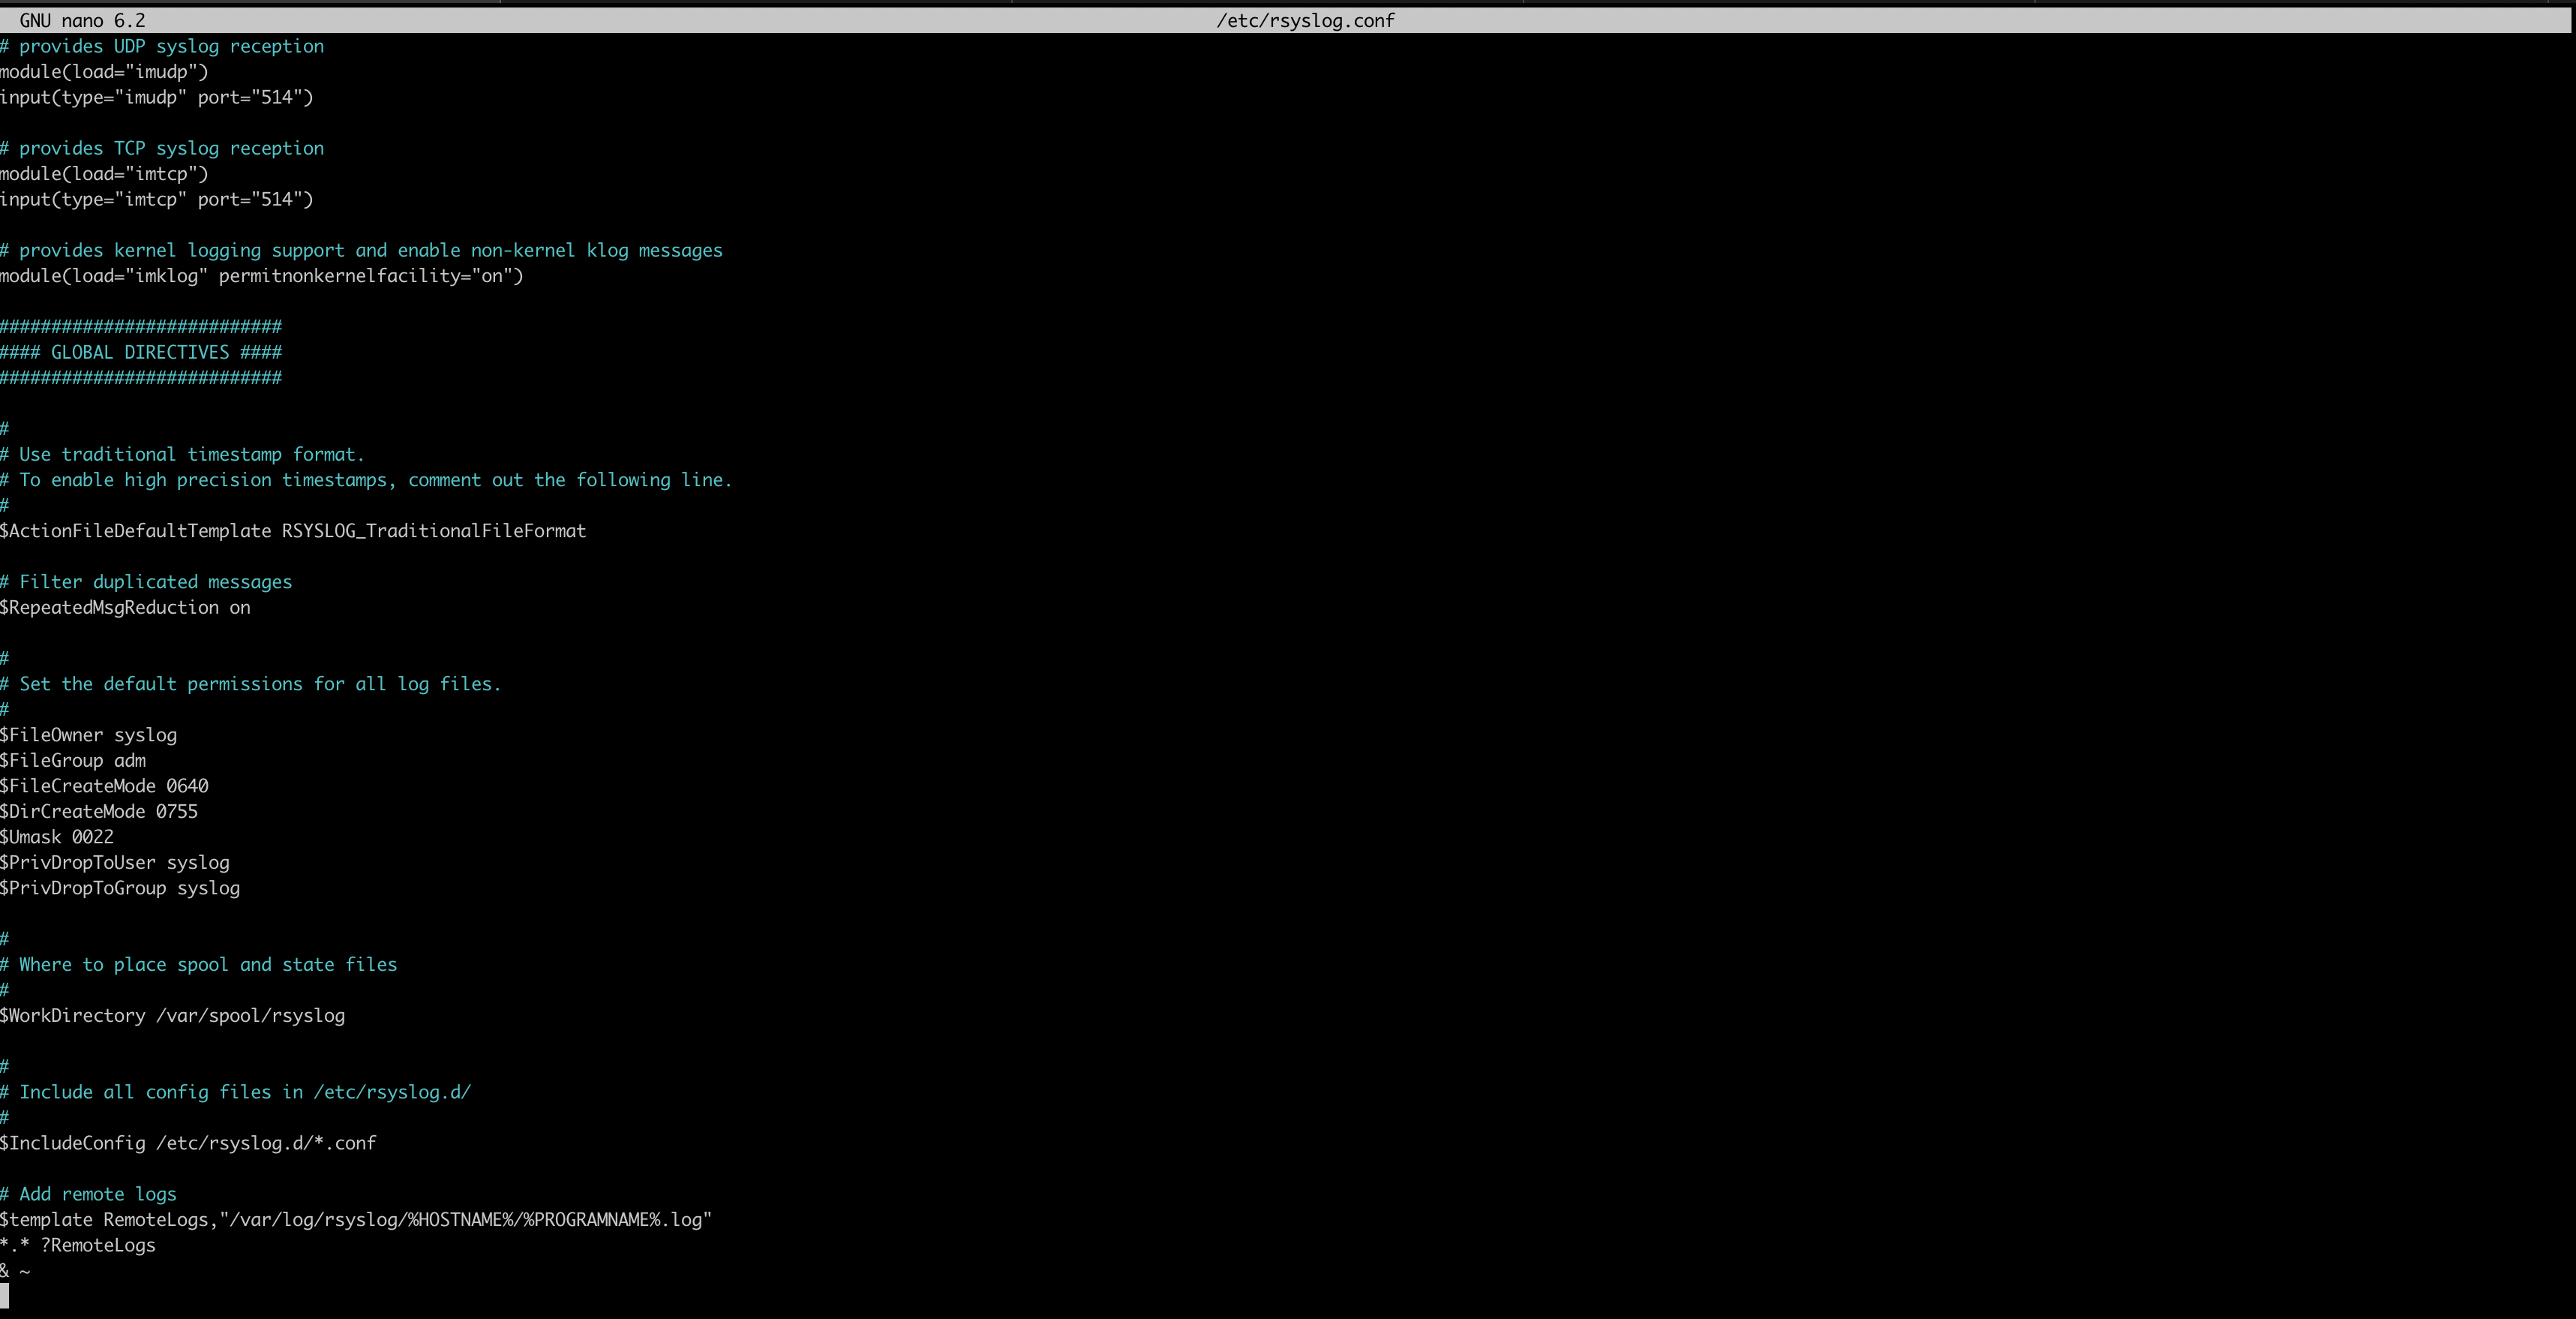 GNU nano 6.2 /etc/rsyslog.conf
# provides UDP syslog reception
module(load="imudp")
input(type="imudp" port="514")
# provides TCP syslog reception
module(load="imtcp")
input(type="imtcp" port="514")
# provides kernel logging support and enable non-kernel klog messages
module(load="imklog" permitnonkernelfacility="on")
###########################
#### GLOBAL DIRECTIVES ####
###########################
#
# Use traditional timestamp format.
# To enable high precision timestamps, comment out the following line.
#
$ActionFileDefaultTemplate RSYSLOG_TraditionalFileFormat
# Filter duplicated messages
$RepeatedMsgReduction on
#
# Set the default permissions for all log files.
#
$FileOwner syslog
$FileGroup adm
$FileCreateMode 0640
$DirCreateMode 0755
$Umask 0022
$PrivDropToUser syslog
$PrivDropToGroup syslog
#
# Where to place spool and state files
#
$WorkDirectory /var/spool/rsyslog
#
# Include all config files in /etc/rsyslog.d/
#
$IncludeConfig /etc/rsyslog.d/*.conf
# Add remote logs
$template RemoteLogs,"/var/log/rsyslog/%HOSTNAME%/%PROGRAMNAME%.log"
*.* ?RemoteLogs
& ~